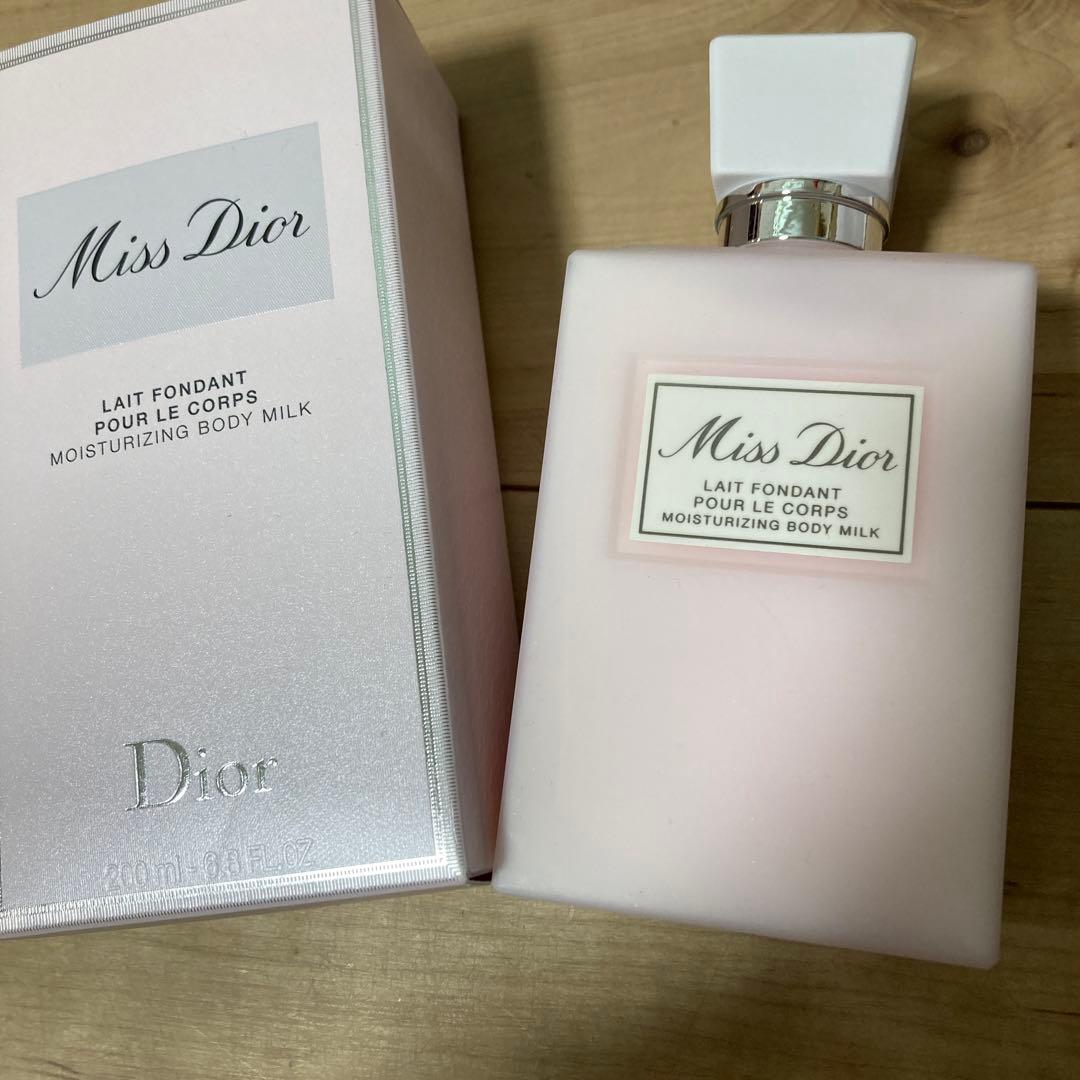 Miss Dior
LAIT FONDANT
POUR LE CORPS
MOISTURIZING BODY MILK
Dior
200 ml - 6.8 FL.OZ
Miss Dior
LAIT FONDANT
POUR LE CORPS
MOISTURIZING BODY MILK